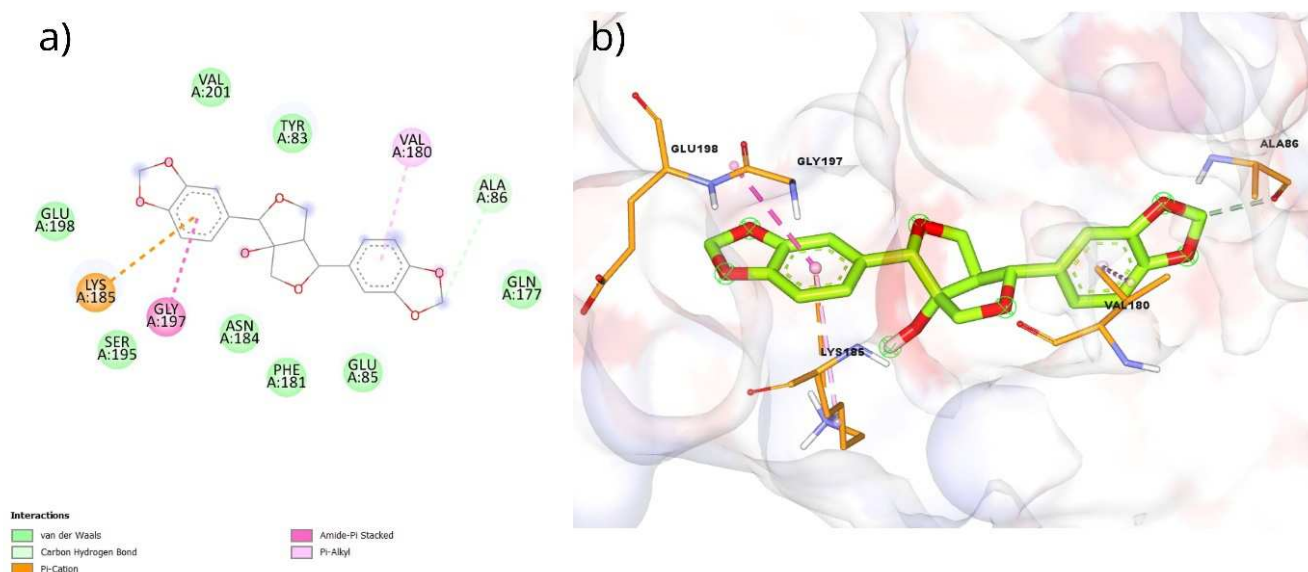 a)
VAL
A:201
TYR
A:83
VAL
A:180
ALA
A:86
GLU
A:198
GLN
A:177
LYS
A:185
GLY
A:197
SER
A:195
ASN
A:184
PHE
A:181
GLU
A:85
O
O
O
O
O
O
O
Interactions
van der Waals
Carbon Hydrogen Bond
Pi-Cation
Amide-Pi Stacked
Pi-Alkyl
b)
GLU198
GLY197
ALA86
VAL180
LYS185